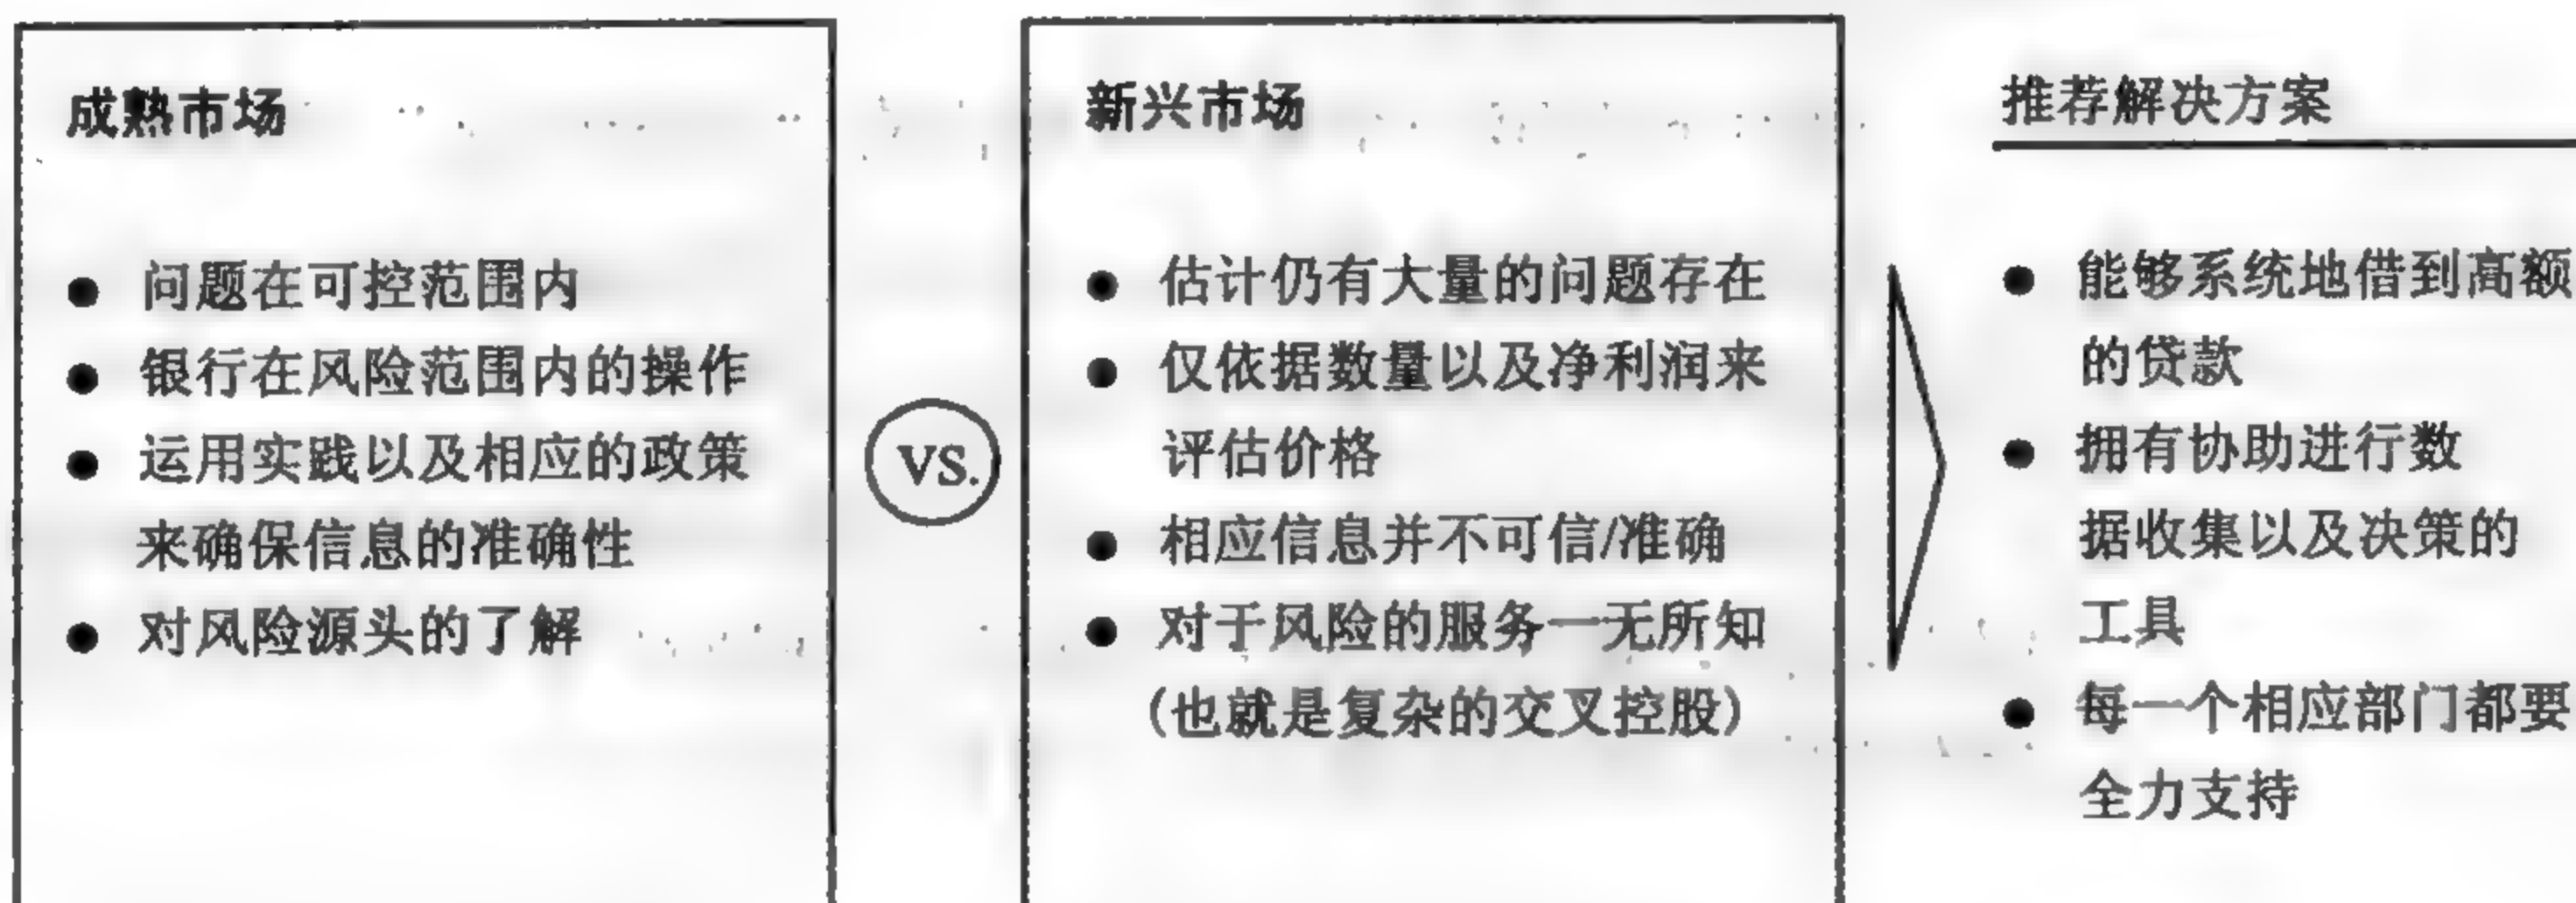 成熟市场
● 问题在可控范围内
● 银行在风险范围内的操作
● 运用实践以及相应的政策
来确保信息的准确性
● 对风险源头的了解
VS.
新兴市场
● 估计仍有大量的问题存在
● 仅依据数量以及净利润来
评估价格
● 相应信息并不可信/准确
● 对于风险的服务一无所知
(也就是复杂的交叉控股)
推荐解决方案
● 能够系统地借到高额
的贷款
● 拥有协助进行数
据收集以及决策的
工具
● 每一个相应部门都要
全力支持